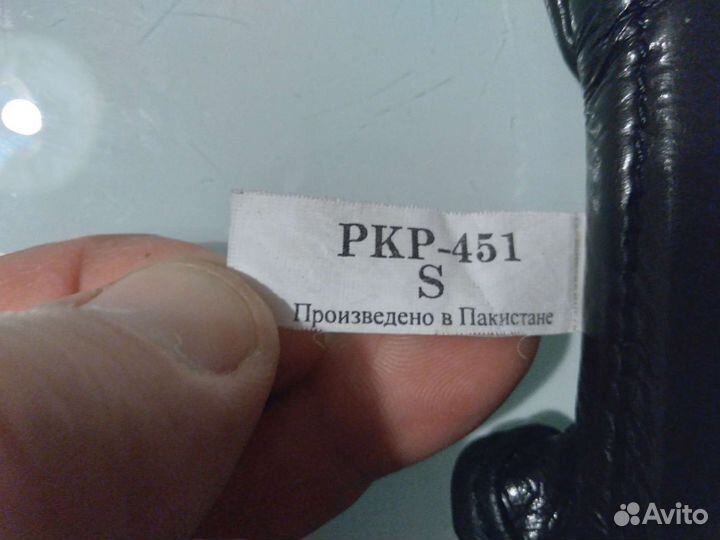 PKP-451
S
Произведено в Пакистане
Avito